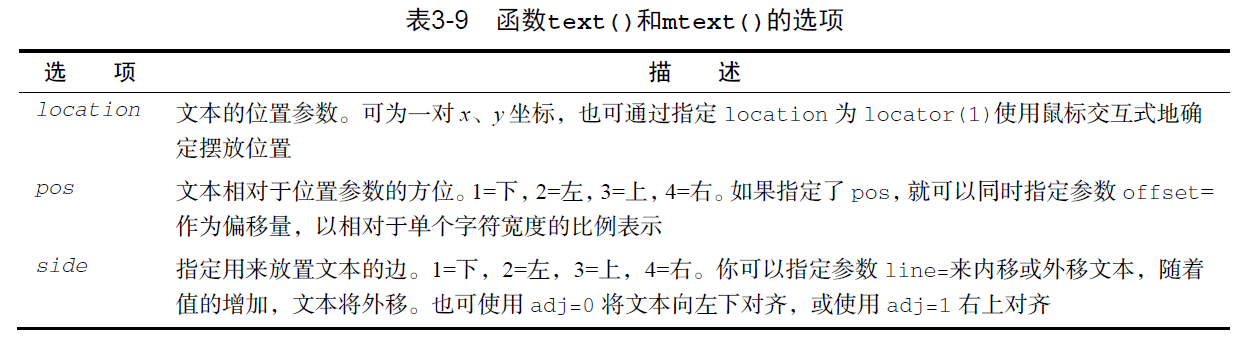 表3-9 函数text()和mtext()的选项
选 项 描 述
location 文本的位置参数。可为一对 x、y 坐标，也可通过指定 location 为 locator(1)使用鼠标交互式地确
定摆放位置
pos 文本相对于位置参数的方位。1=下，2=左，3=上，4=右。如果指定了 pos，就可以同时指定参数 offset=
作为偏移量，以相对于单个字符宽度的比例表示
side 指定用来放置文本的边。1=下，2=左，3=上，4=右。你可以指定参数 line=来内移或外移文本，随着
值的增加，文本将外移。也可使用 adj=0 将文本向左下对齐，或使用 adj=1 右上对齐